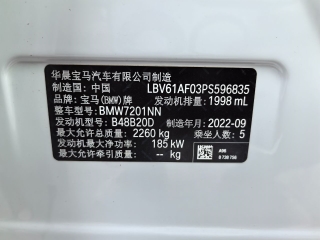 华晨宝马汽车有限公司制造
制造国：中国 LBV61AF03PS596835
品牌：宝马(BMW)牌 发动机排量：1998 mL
整车型号：BMW7201NN
发动机型号：B48B20D 制造年月：2022-09
最大允许总质量：2260 kg 乘坐人数：5
发动机最大净功率：185 kW A96
最大允许牵引质量：-- kg